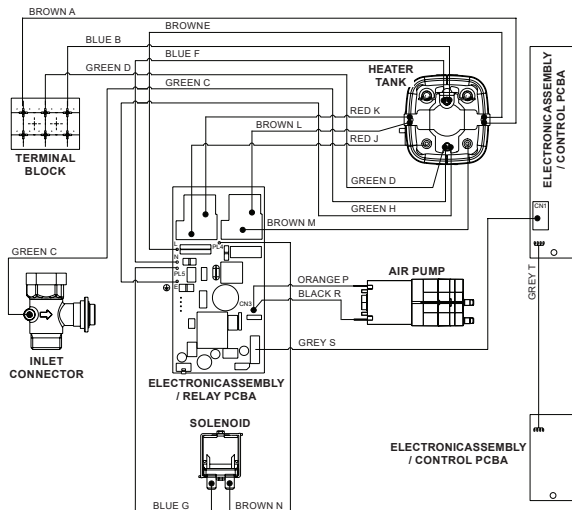 BROWN A
BROWNE
BLUE B
BLUE F
GREEN D
GREEN C
HEATER
TANK
RED K
BROWN L
RED J
TERMINAL
BLOCK
ELECTRONICASSEMBLY
/ CONTROL PCBA
GREEN D
GREEN H
BROWN M
CN1
L
N
PL4
PL5
E
CN3
GREEN C
ORANGE P
BLACK R
AIR PUMP
GREY T
GREY S
INLET
CONNECTOR
ELECTRONICASSEMBLY
/ RELAY PCBA
SOLENOID
ELECTRONICASSEMBLY
/ CONTROL PCBA
BLUE G
BROWN N